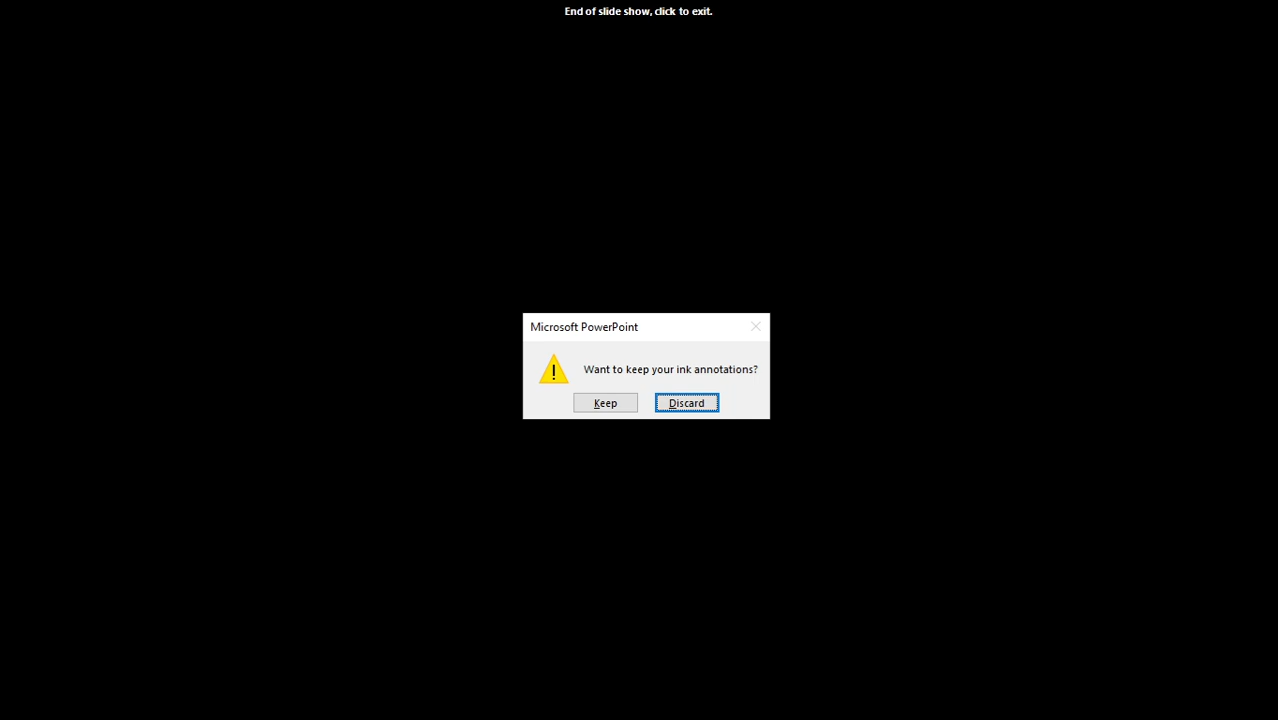 End of slide show, click to exit.
Microsoft PowerPoint
Want to keep your ink annotations?
Keep
Discard